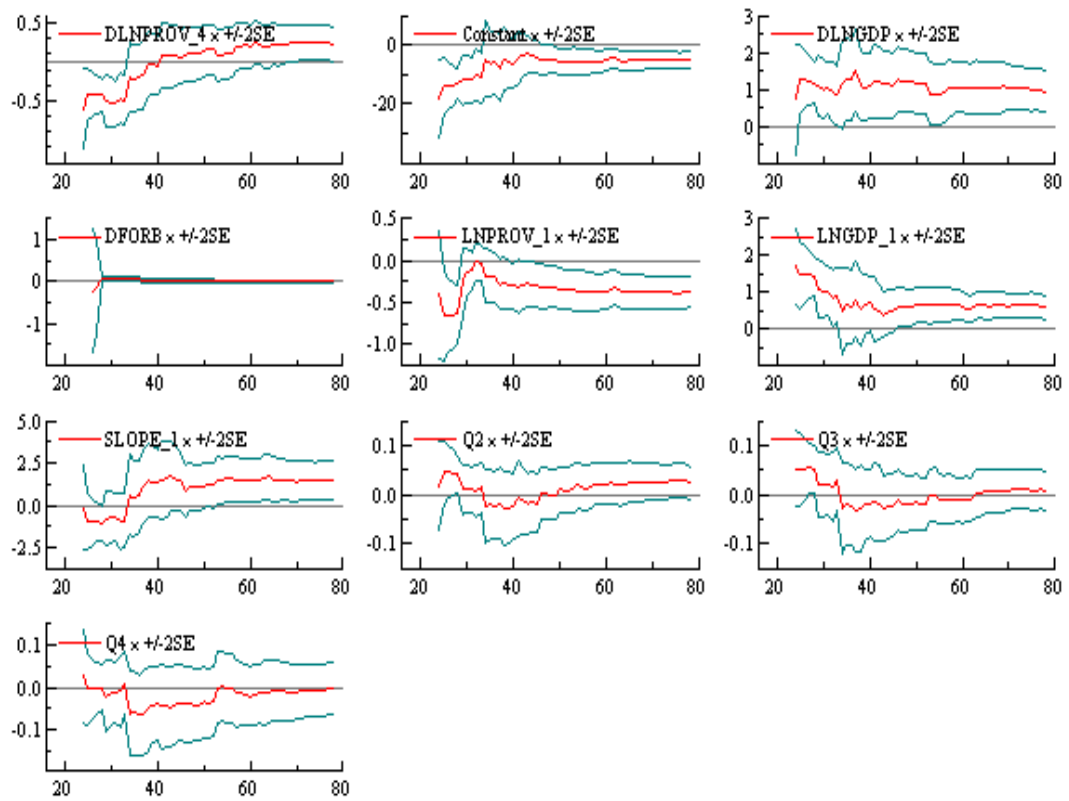 DLNPROV_4 × +/-2SE
0.5
-0.5
20 40 60 80
Constant × +/-2SE
0
-20
20 40 60 80
DLNGDP × +/-2SE
3
2
1
0
20 40 60 80
DFORB × +/-2SE
1
0
-1
20 40 60 80
LNPROV_1 × +/-2SE
0.5
0.0
-0.5
-1.0
20 40 60 80
LNGDP_1 × +/-2SE
3
2
1
0
20 40 60 80
SLOPE_1 × +/-2SE
5.0
2.5
0.0
-2.5
20 40 60 80
Q2 × +/-2SE
0.1
0.0
-0.1
20 40 60 80
Q3 × +/-2SE
0.1
0.0
-0.1
20 40 60 80
Q4 × +/-2SE
0.1
0.0
-0.1
20 40 60 80